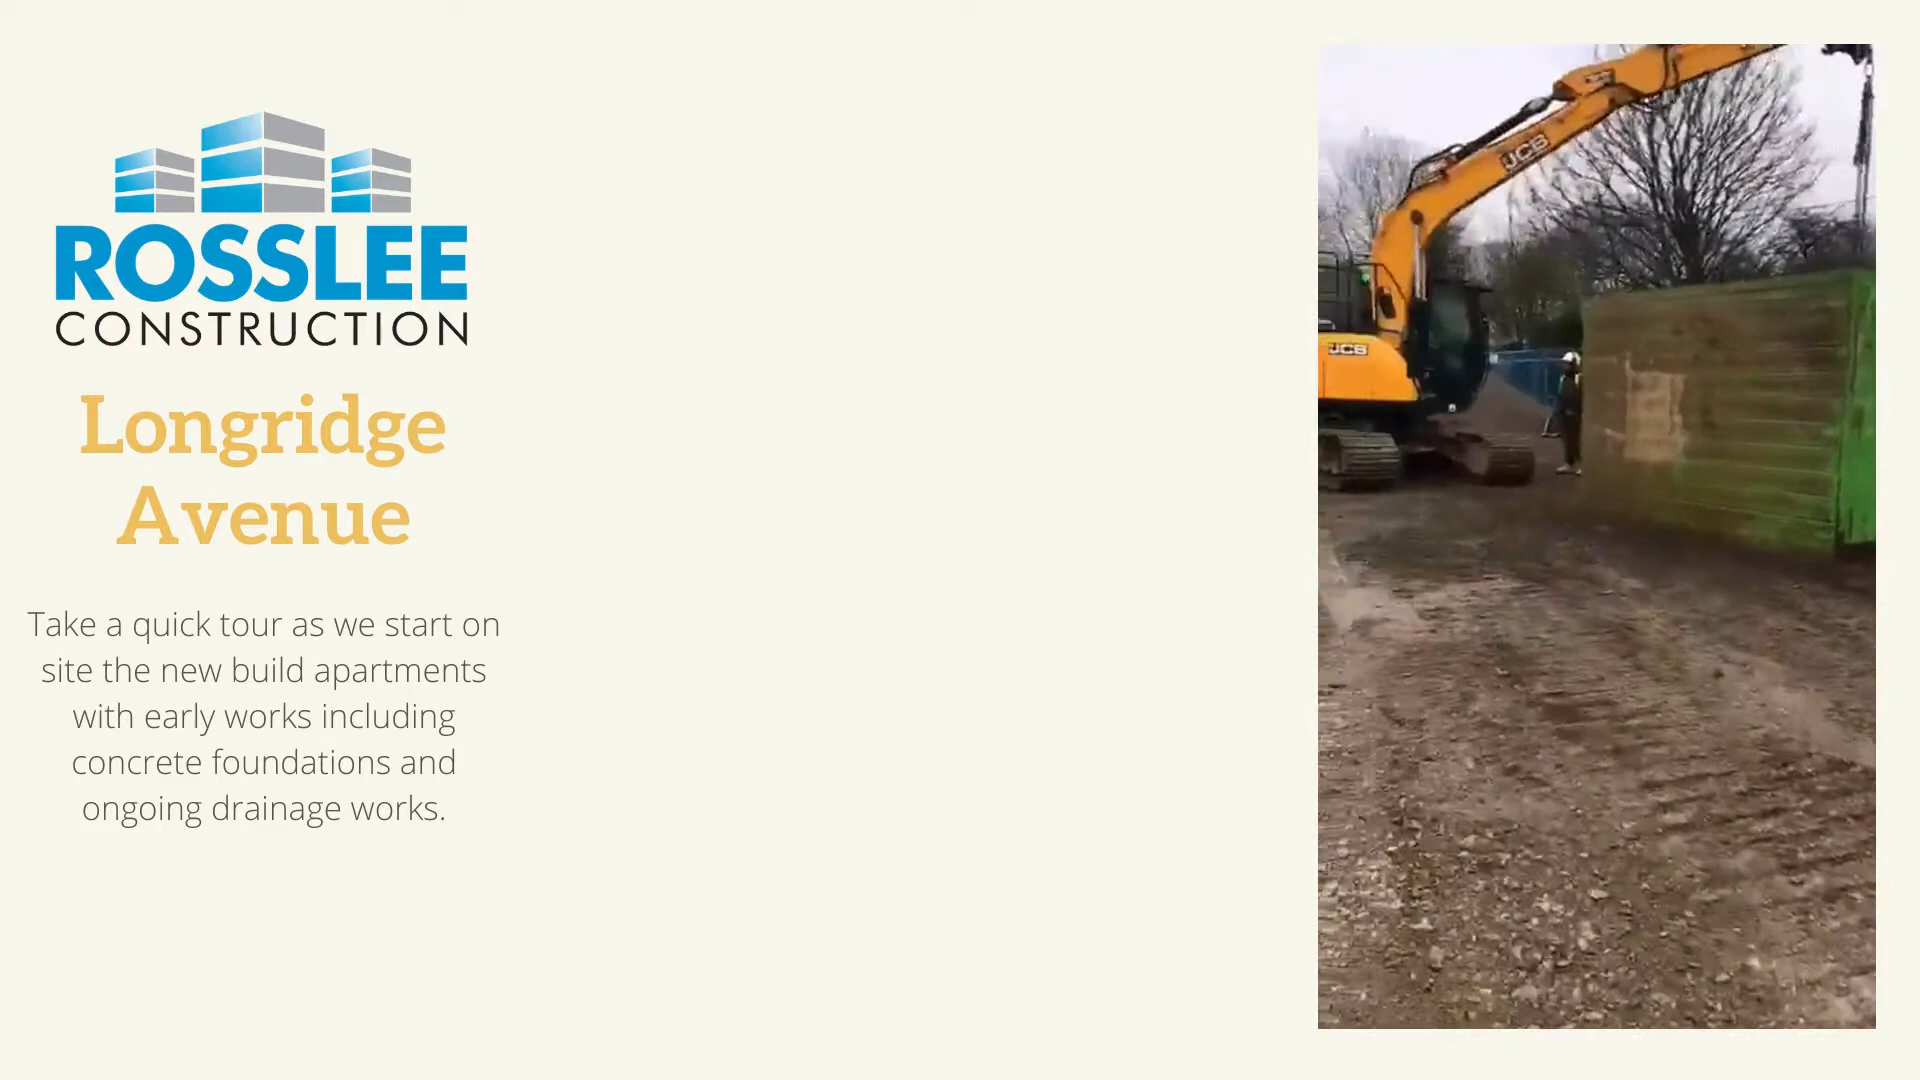 ROSSLEE
CONSTRUCTION
Longridge
Avenue
Take a quick tour as we start on
site the new build apartments
with early works including
concrete foundations and
ongoing drainage works.
JCB
JCB